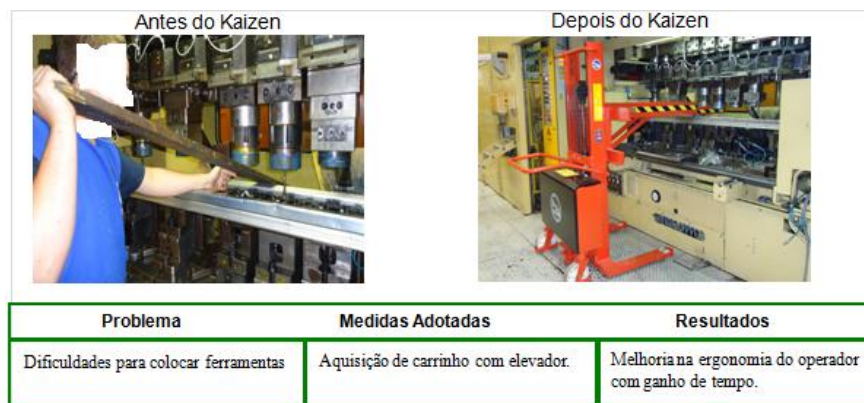 Antes do Kaizen
Depois do Kaizen
Problema
Medidas Adotadas
Resultados
Dificuldades para colocar ferramentas
Aquisição de carrinho com elevador.
Melhoria na ergonomia do operador
com ganho de tempo.